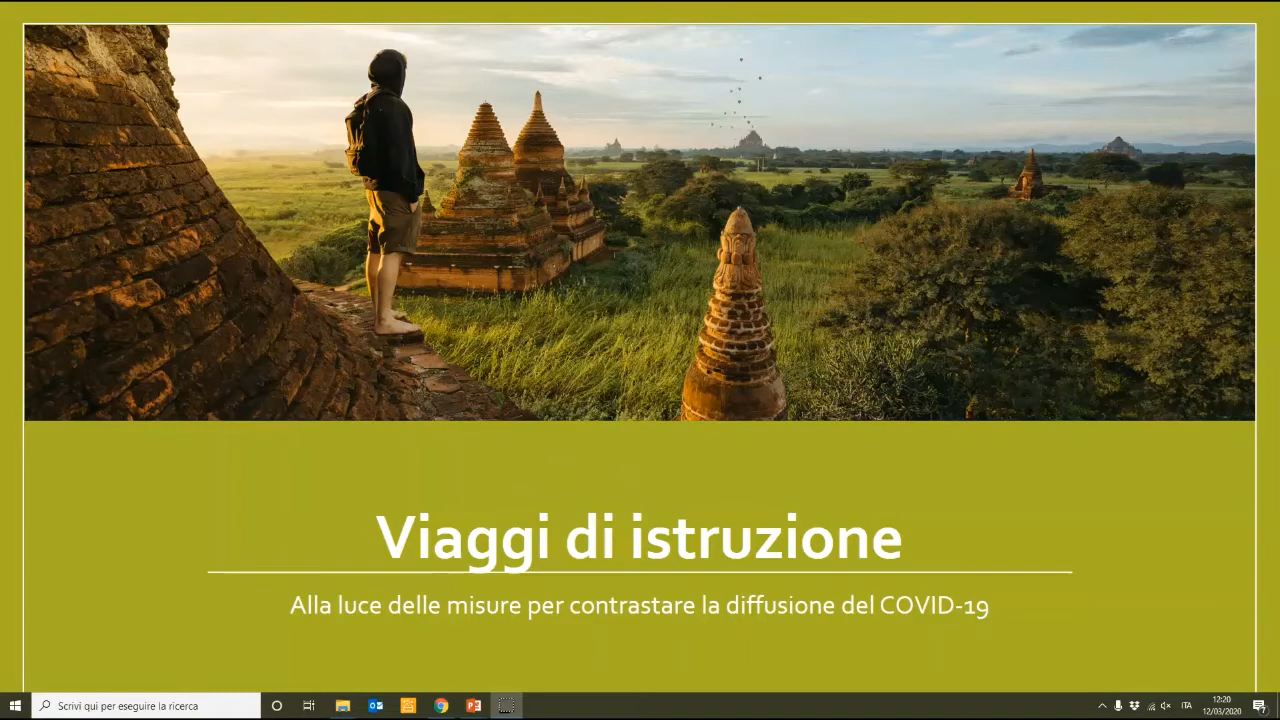 Viaggi di istruzione
Alla luce delle misure per contrastare la diffusione del COVID-19
Scrivi qui per eseguire la ricerca
ITA
12:20
12/03/2020